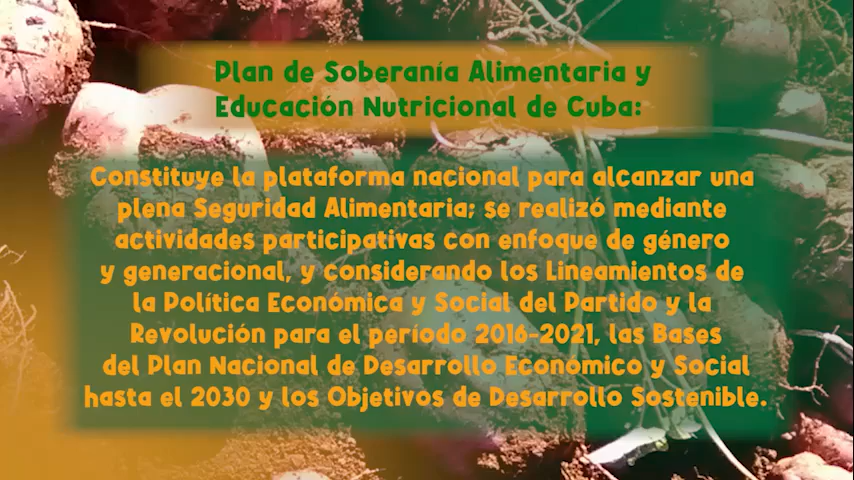 Plan de Soberanía Alimentaria y
Educación Nutricional de Cuba:
Constituye la plataforma nacional para alcanzar una
plena Seguridad Alimentaria; se realizó mediante
actividades participativas con enfoque de género
y generacional, y considerando los Lineamientos de
la Política Económica y Social del Partido y la
Revolución para el período 2016-2021, las Bases
del Plan Nacional de Desarrollo Económico y Social
hasta el 2030 y los Objetivos de Desarrollo Sostenible.